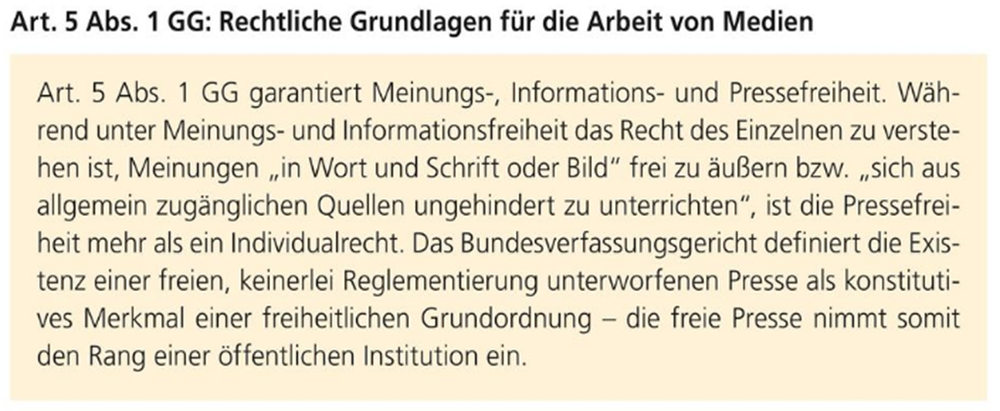 Art. 5 Abs. 1 GG: Rechtliche Grundlagen für die Arbeit von Medien
Art. 5 Abs. 1 GG garantiert Meinungs-, Informations- und Pressefreiheit. Wäh-
rend unter Meinungs- und Informationsfreiheit das Recht des Einzelnen zu verste-
hen ist, Meinungen „in Wort und Schrift oder Bild“ frei zu äußern bzw. „sich aus
allgemein zugänglichen Quellen ungehindert zu unterrichten“, ist die Pressefrei-
heit mehr als ein Individualrecht. Das Bundesverfassungsgericht definiert die Exis-
tenz einer freien, keinerlei Reglementierung unterworfenen Presse als konstituti-
ves Merkmal einer freiheitlichen Grundordnung – die freie Presse nimmt somit
den Rang einer öffentlichen Institution ein.